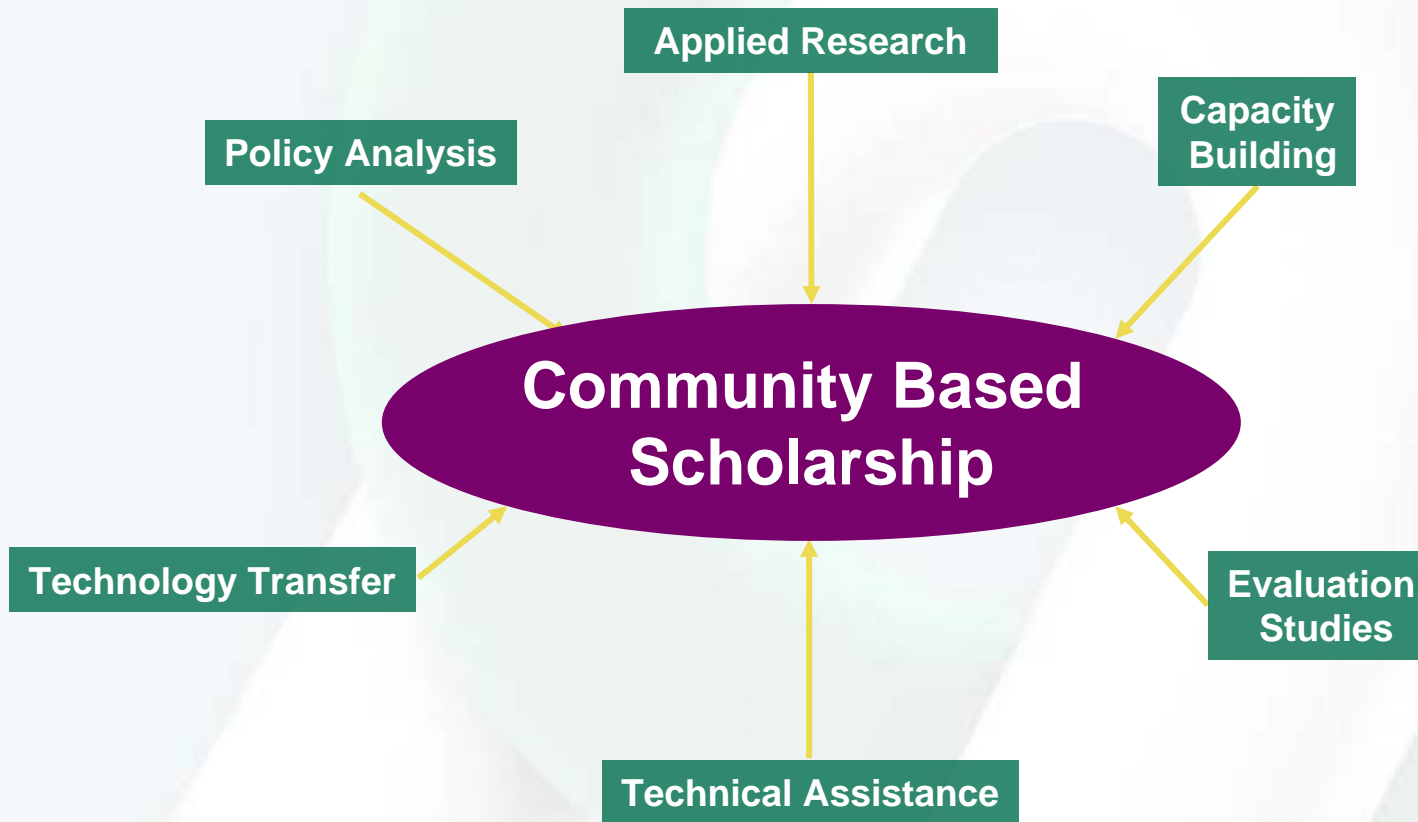 Applied Research
Capacity
Building
Policy Analysis
Community Based
Scholarship
Technology Transfer
Evaluation
Studies
Technical Assistance